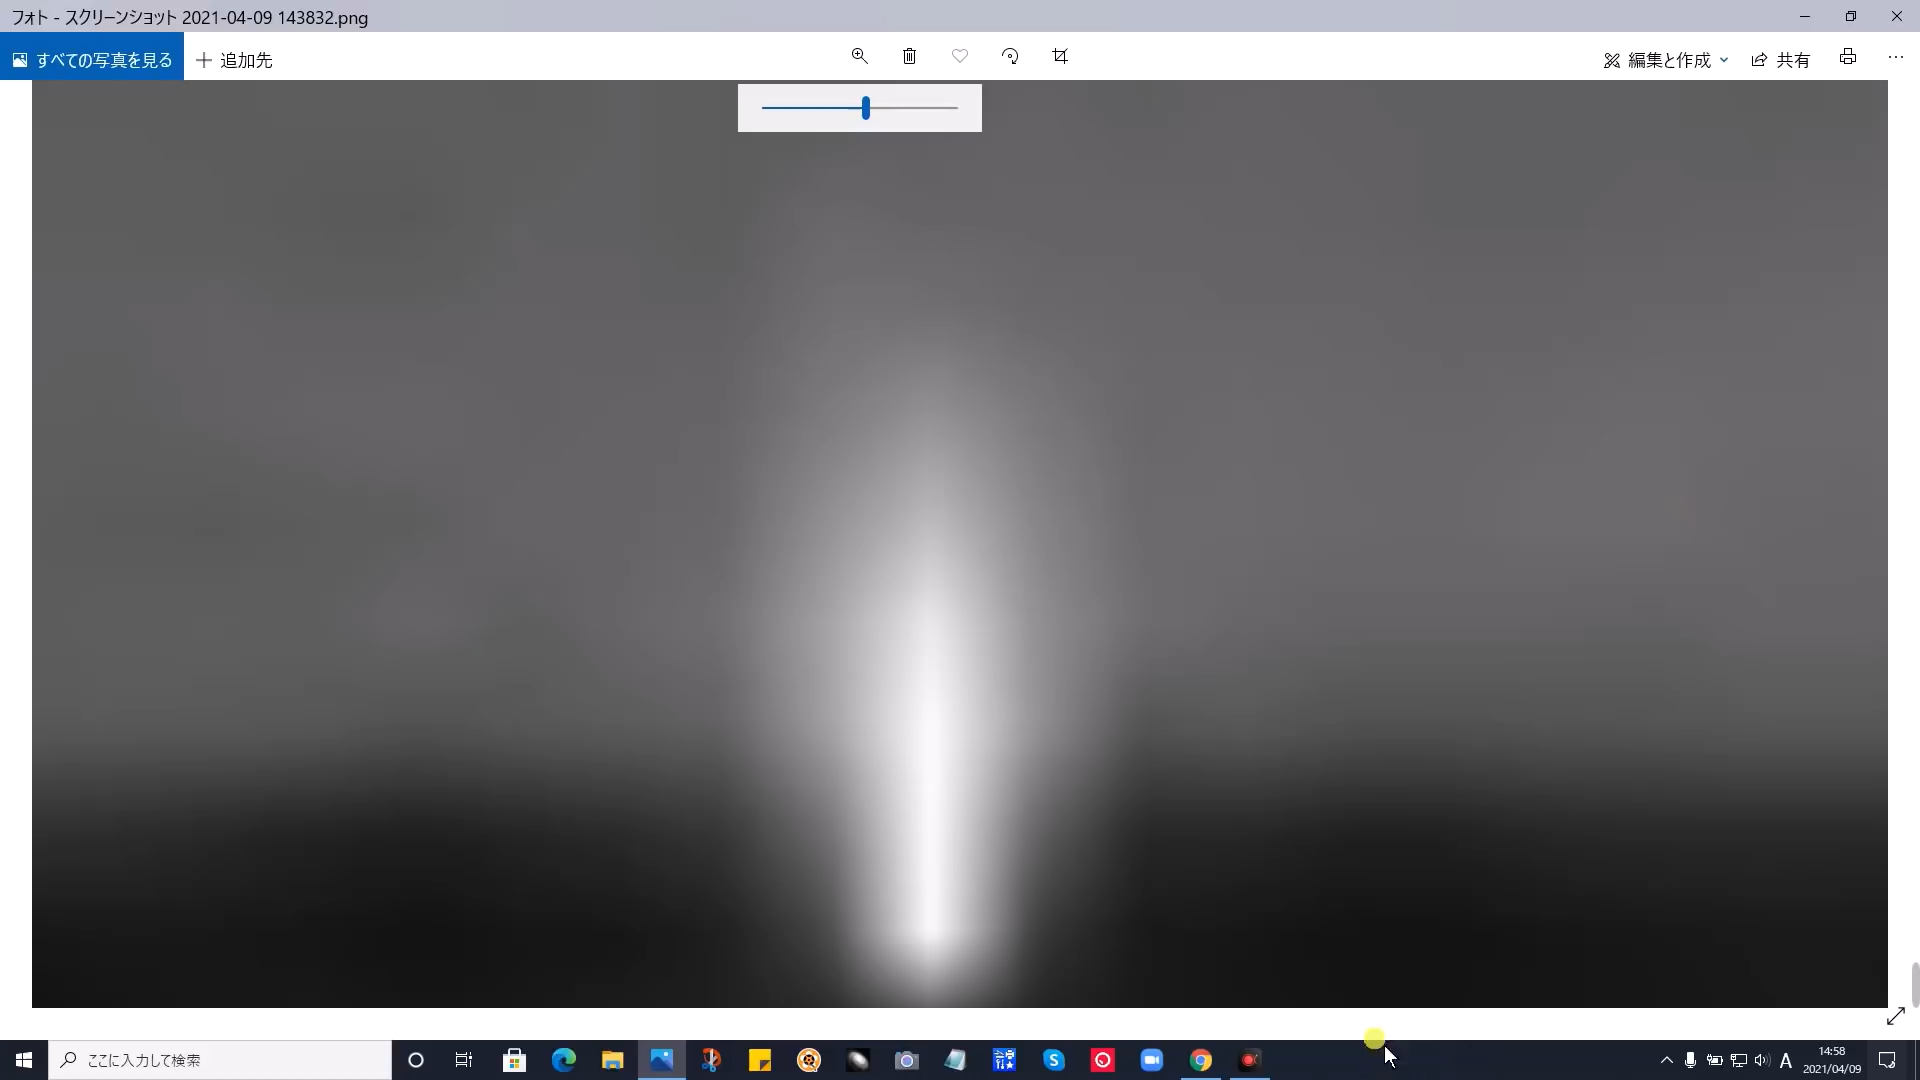 フォト - スクリーンショット 2021-04-09 143832.png
すべての写真を見る
追加先
編集と作成
共有
ここに入力して検索
A
14:58
2021/04/09